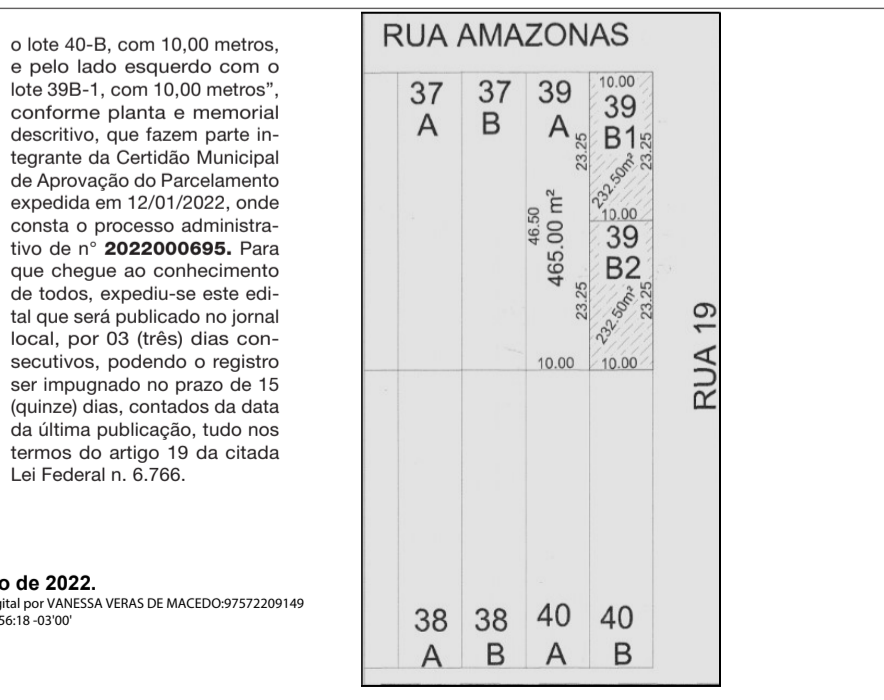 o lote 40-B, com 10,00 metros,
e pelo lado esquerdo com o
lote 39B-1, com 10,00 metros”,
conforme planta e memorial
descritivo, que fazem parte in-
tegrante da Certidão Municipal
de Aprovação do Parcelamento
expedida em 12/01/2022, onde
consta o processo administra-
tivo de n° 2022000695. Para
que chegue ao conhecimento
de todos, expediu-se este edi-
tal que será publicado no jornal
local, por 03 (três) dias con-
secutivos, podendo o registro
ser impugnado no prazo de 15
(quinze) dias, contados da data
da última publicação, tudo nos
termos do artigo 19 da citada
Lei Federal n. 6.766.
o de 2022.
gital por VANESSA VERAS DE MACEDO:97572209149
56:18 -03'00'
RUA AMAZONAS
37
A
37
B
39
A
46.50
465.00 m²
10.00
10.00
39
B1
23.25
23.25
232.50m²
10.00
39
B2
23.25
23.25
232.50m²
10.00
RUA 19
38
A
38
B
40
A
40
B